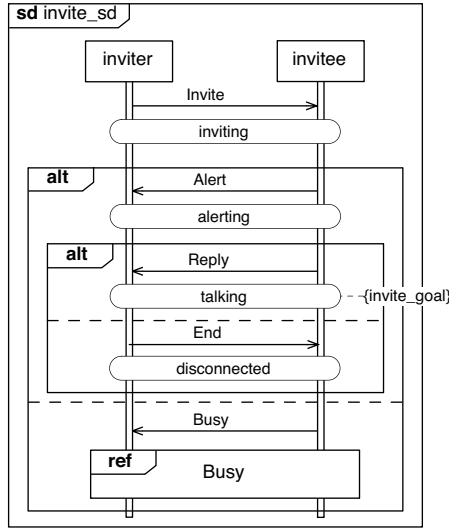 sd invite_sd
inviter
invitee
Invite
inviting
alt
Alert
alerting
alt
Reply
talking
{invite_goal}
End
disconnected
Busy
ref
Busy